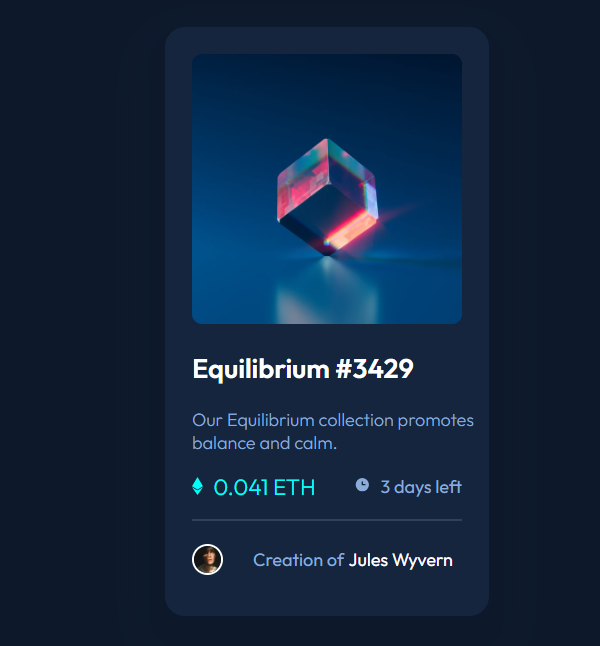 Equilibrium #3429
Our Equilibrium collection promotes
balance and calm.
0.041 ETH
3 days left
Creation of Jules Wyvern